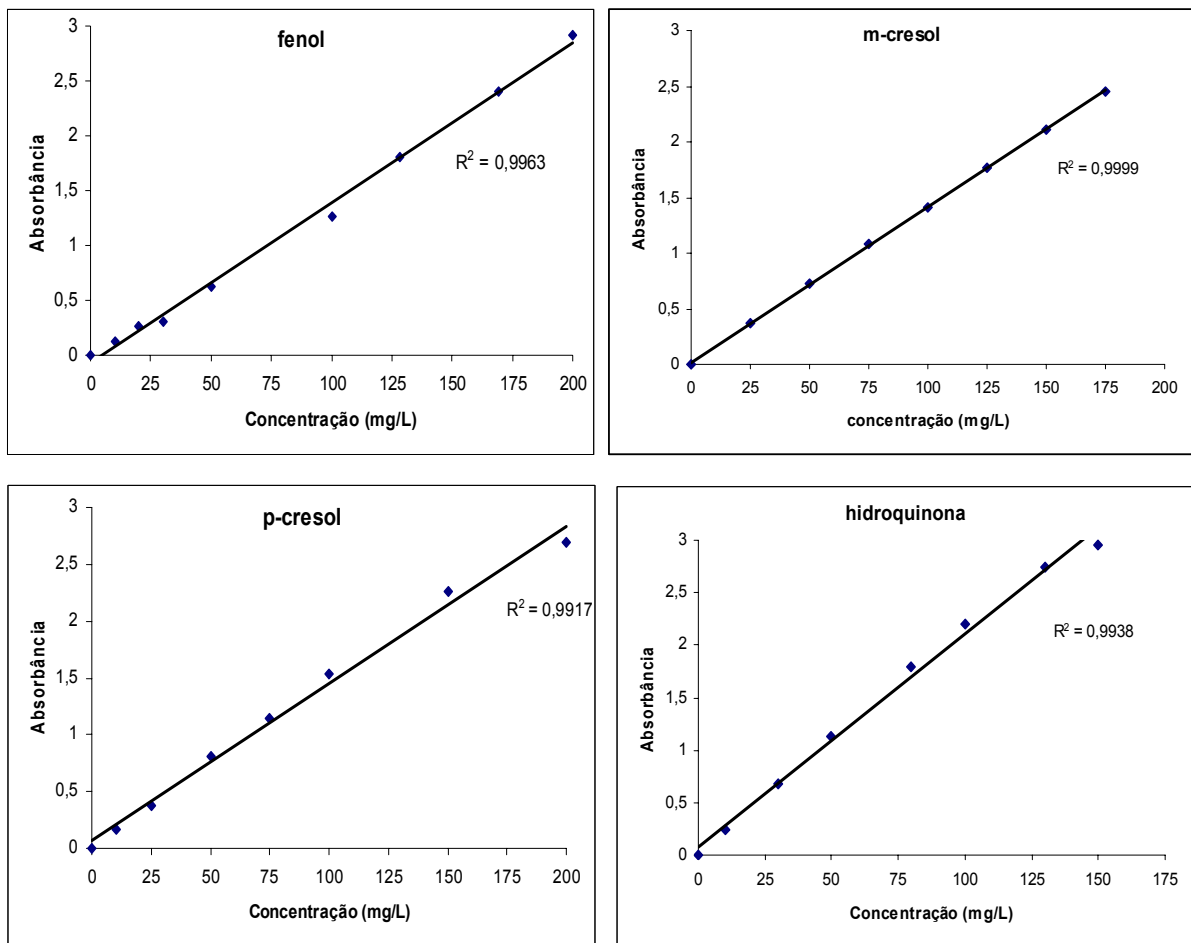 fenol
3
2,5
2
1,5
1
0,5
0
Absorbância
R² = 0,9963
0 25 50 75 100 125 150 175 200
Concentração (mg/L)
m-cresol
3
2,5
2
1,5
1
0,5
0
Absorbância
R² = 0,9999
0 25 50 75 100 125 150 175 200
concentração (mg/L)
p-cresol
3
2,5
2
1,5
1
0,5
0
Absorbância
R² = 0,9917
0 25 50 75 100 125 150 175 200
Concentração (mg/L)
hidroquinona
3
2,5
2
1,5
1
0,5
0
Absorbância
R² = 0,9938
0 25 50 75 100 125 150 175
Concentração (mg/L)